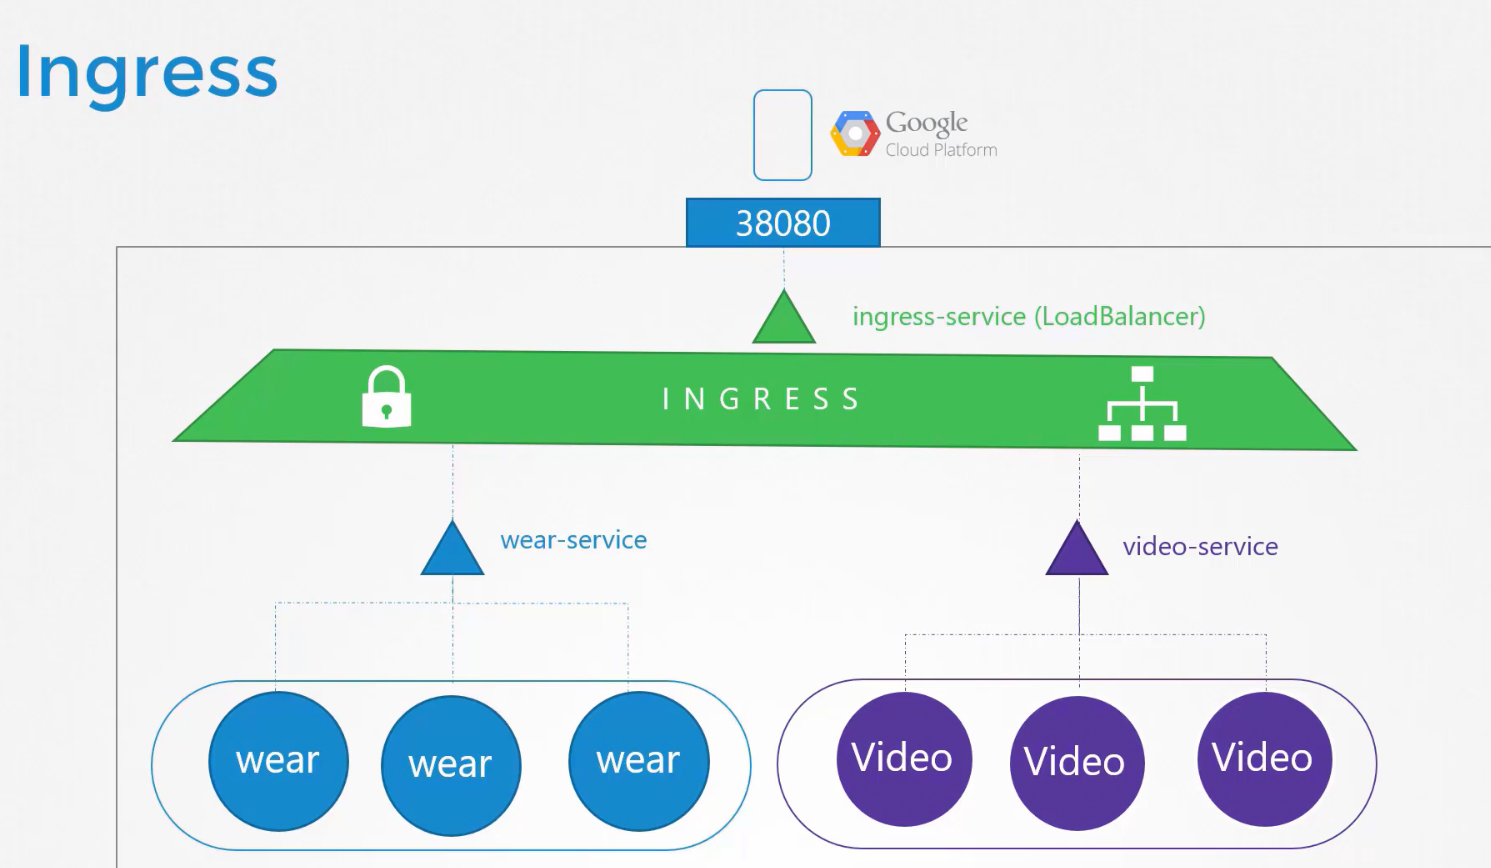 Ingress
Google
Cloud Platform
38080
ingress-service (LoadBalancer)
INGRESS
wear-service
video-service
wear
wear
wear
Video
Video
Video